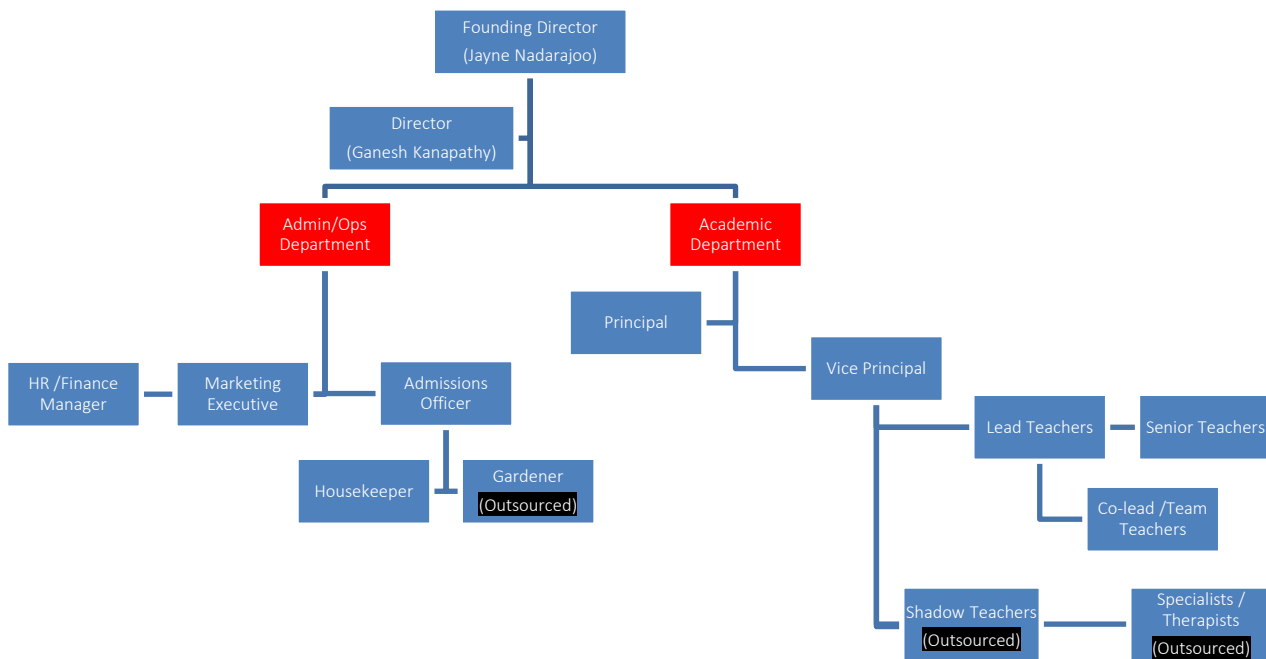 Founding Director
(Jayne Nadarajoo)
Director
(Ganesh Kanapathy)
Admin/Ops
Department
Academic
Department
Principal
Vice Principal
HR /Finance
Manager
Marketing
Executive
Admissions
Officer
Lead Teachers
Senior Teachers
Housekeeper
Gardener
(Outsourced)
Co-lead /Team
Teachers
Shadow Teachers
(Outsourced)
Specialists /
Therapists
(Outsourced)